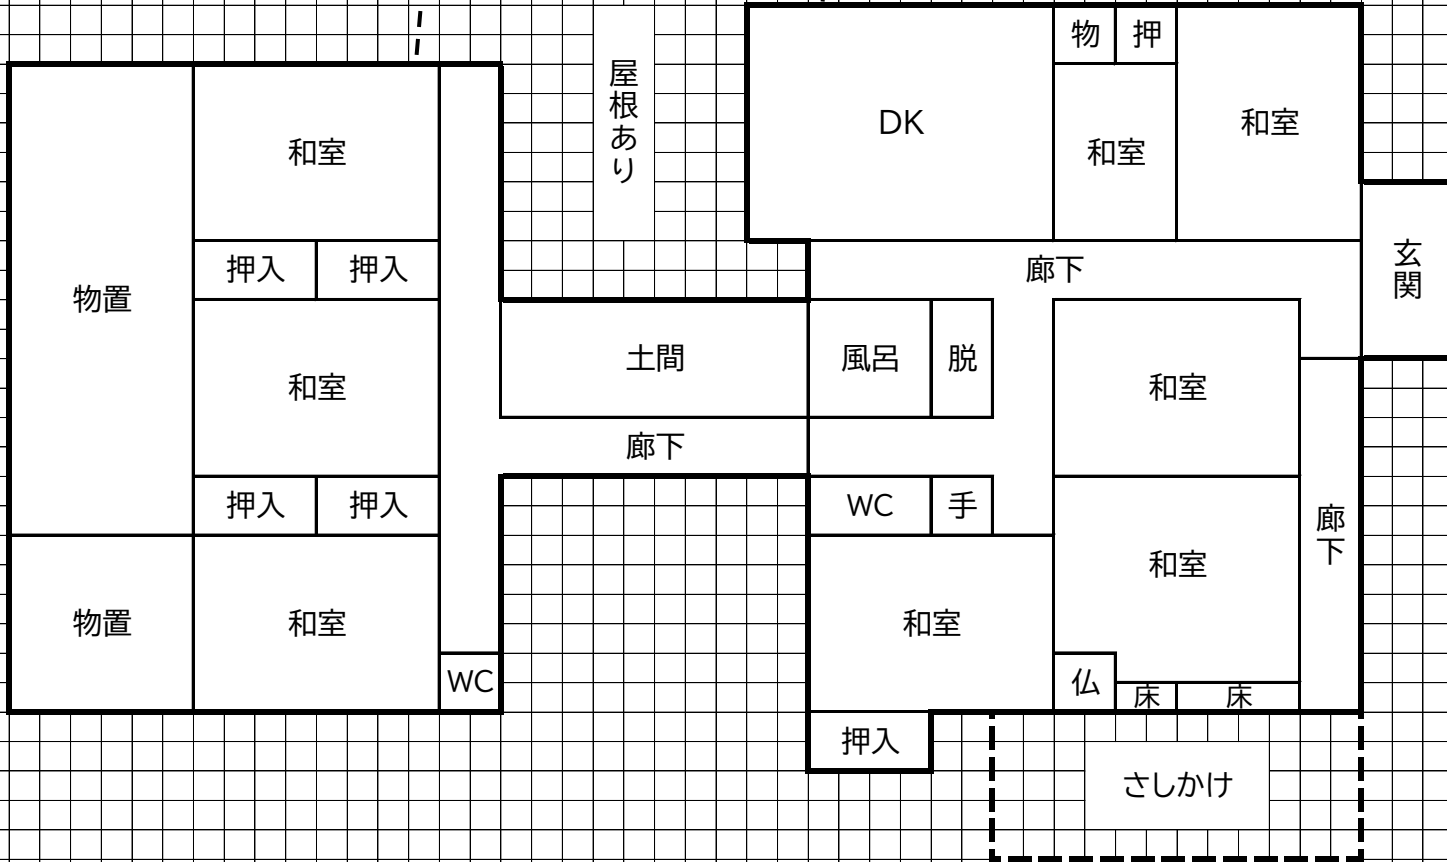 物
押
屋根あり
DK
和室
和室
和室
押入
押入
物置
廊下
玄関
土間
風呂
脱
和室
和室
廊下
押入
押入
WC
手
廊下
和室
物置
和室
和室
WC
仏
床
床
押入
さしかけ